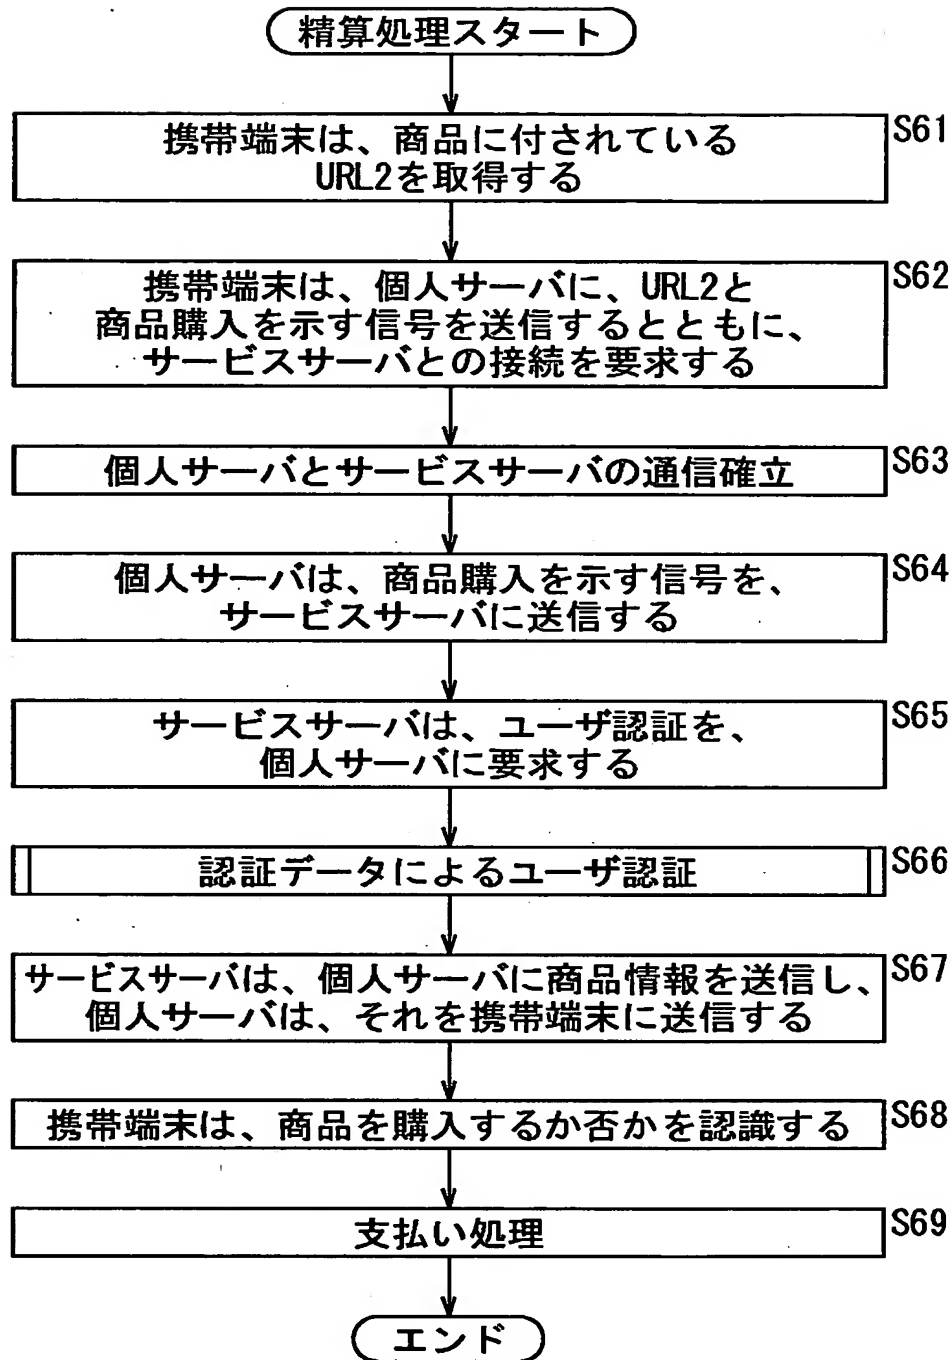 精算処理スタート
S61
携帯端末は、商品に付されている
URL2を取得する
S62
携帯端末は、個人サーバに、URL2と
商品購入を示す信号を送信するとともに、
サービスサーバとの接続を要求する
S63
個人サーバとサービスサーバの通信確立
S64
個人サーバは、商品購入を示す信号を、
サービスサーバに送信する
S65
サービスサーバは、ユーザ認証を、
個人サーバに要求する
S66
認証データによるユーザ認証
S67
サービスサーバは、個人サーバに商品情報を送信し、
個人サーバは、それを携帯端末に送信する
S68
携帯端末は、商品を購入するか否かを認識する
S69
支払い処理
エンド